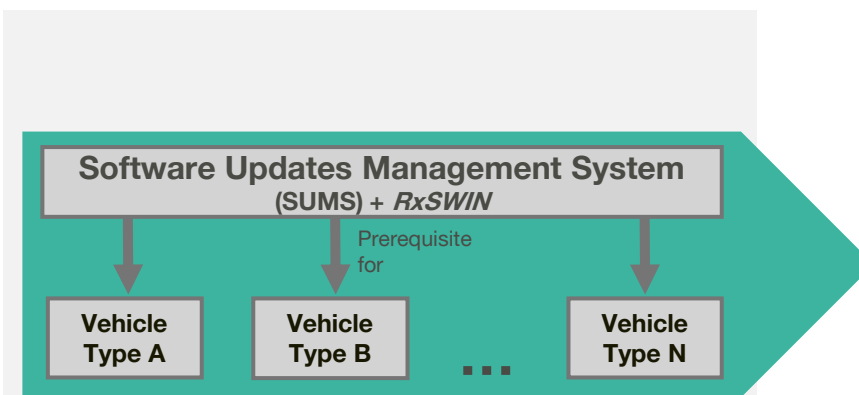 Software Updates Management System
(SUMS) + RxSWIN
Prerequisite
for
Vehicle
Type A
Vehicle
Type B
...
Vehicle
Type N